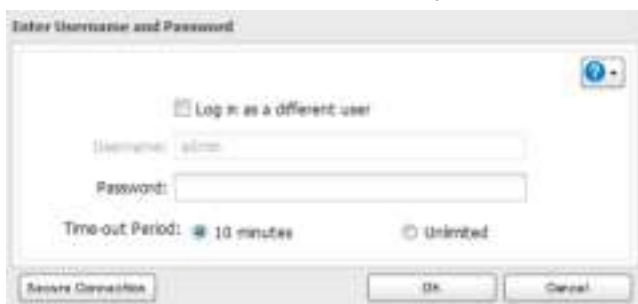 Enter Username and Password
Log in as a different user
Username: admin
Password:
Time-out Period: 10 minutes Unlimited
Secure Connection OK Cancel